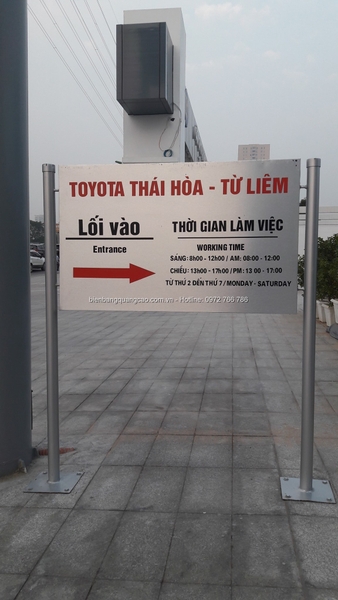 TOYOTA THÁI HÒA - TỪ LIÊM
Lối vào
Entrance
THỜI GIAN LÀM VIỆC
WORKING TIME
SÁNG: 8h00 - 12h00 / AM: 08:00 - 12:00
CHIỀU: 13h00 - 17h00 / PM: 13 00 - 17:00
TỪ THỨ 2 ĐẾN THỨ 7 / MONDAY - SATURDAY
bienbangquangcao.com.vn - Hotline: 0972.766.786